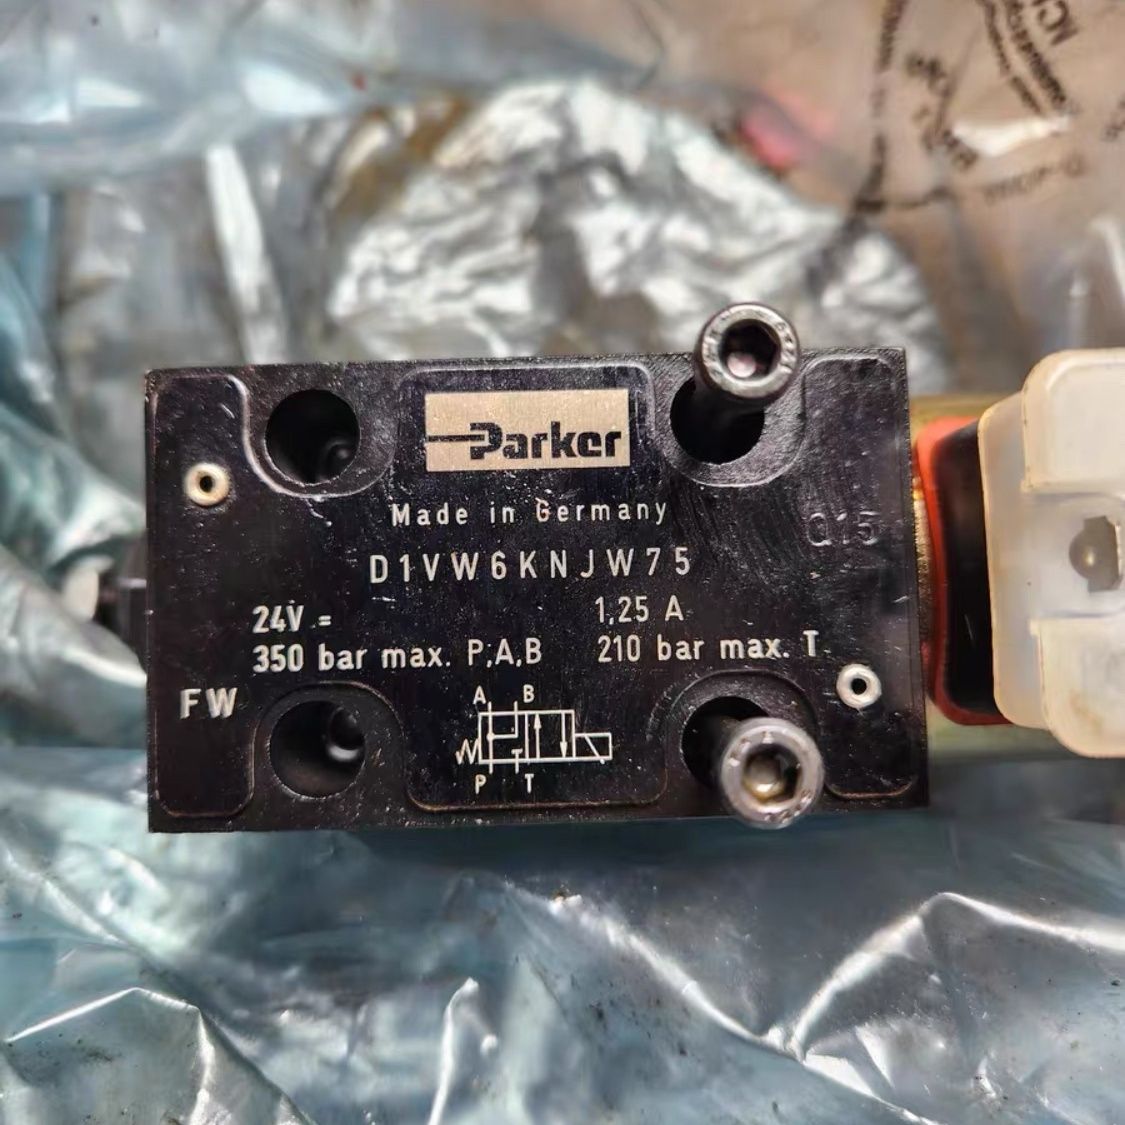 Parker
Made in Germany
Q15
D1VW6KNJW75
24V = 1,25 A
350 bar max. P,A,B 210 bar max. T
FW
A B
P T